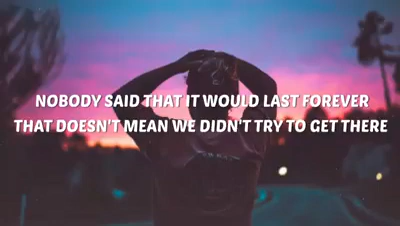 NOBODY SAID THAT IT WOULD LAST FOREVER
THAT DOESN'T MEAN WE DIDN'T TRY TO GET THERE